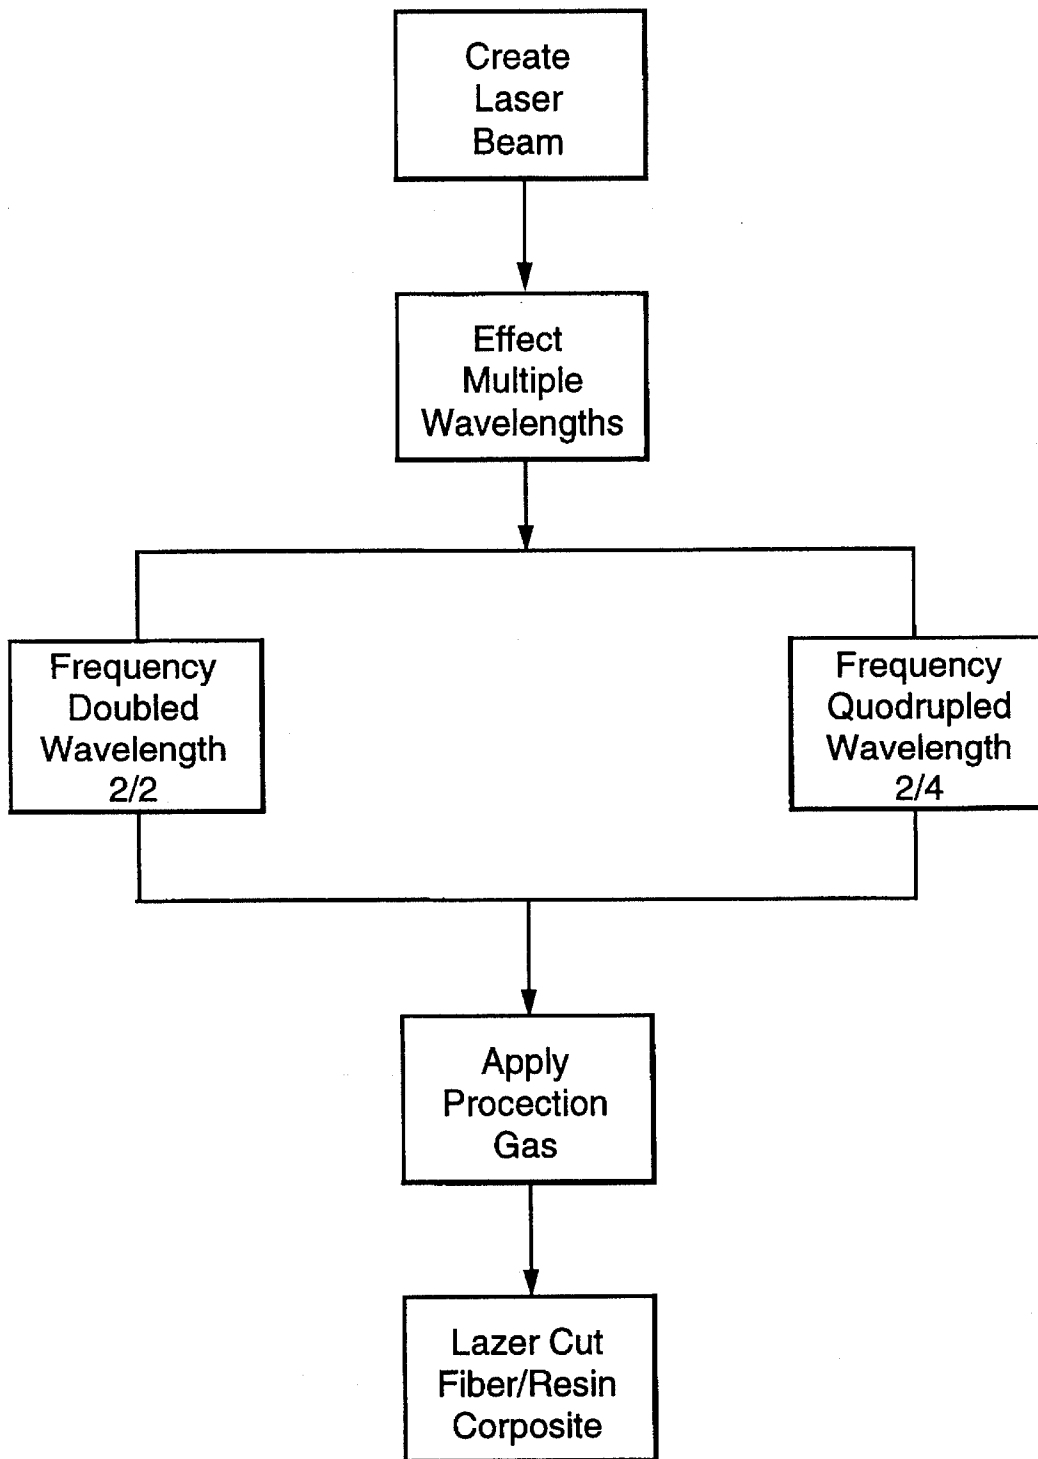 Create
Laser
Beam
Effect
Multiple
Wavelengths
Frequency
Doubled
Wavelength
2/2
Frequency
Quodrupled
Wavelength
2/4
Apply
Procection
Gas
Lazer Cut
Fiber/Resin
Corposite